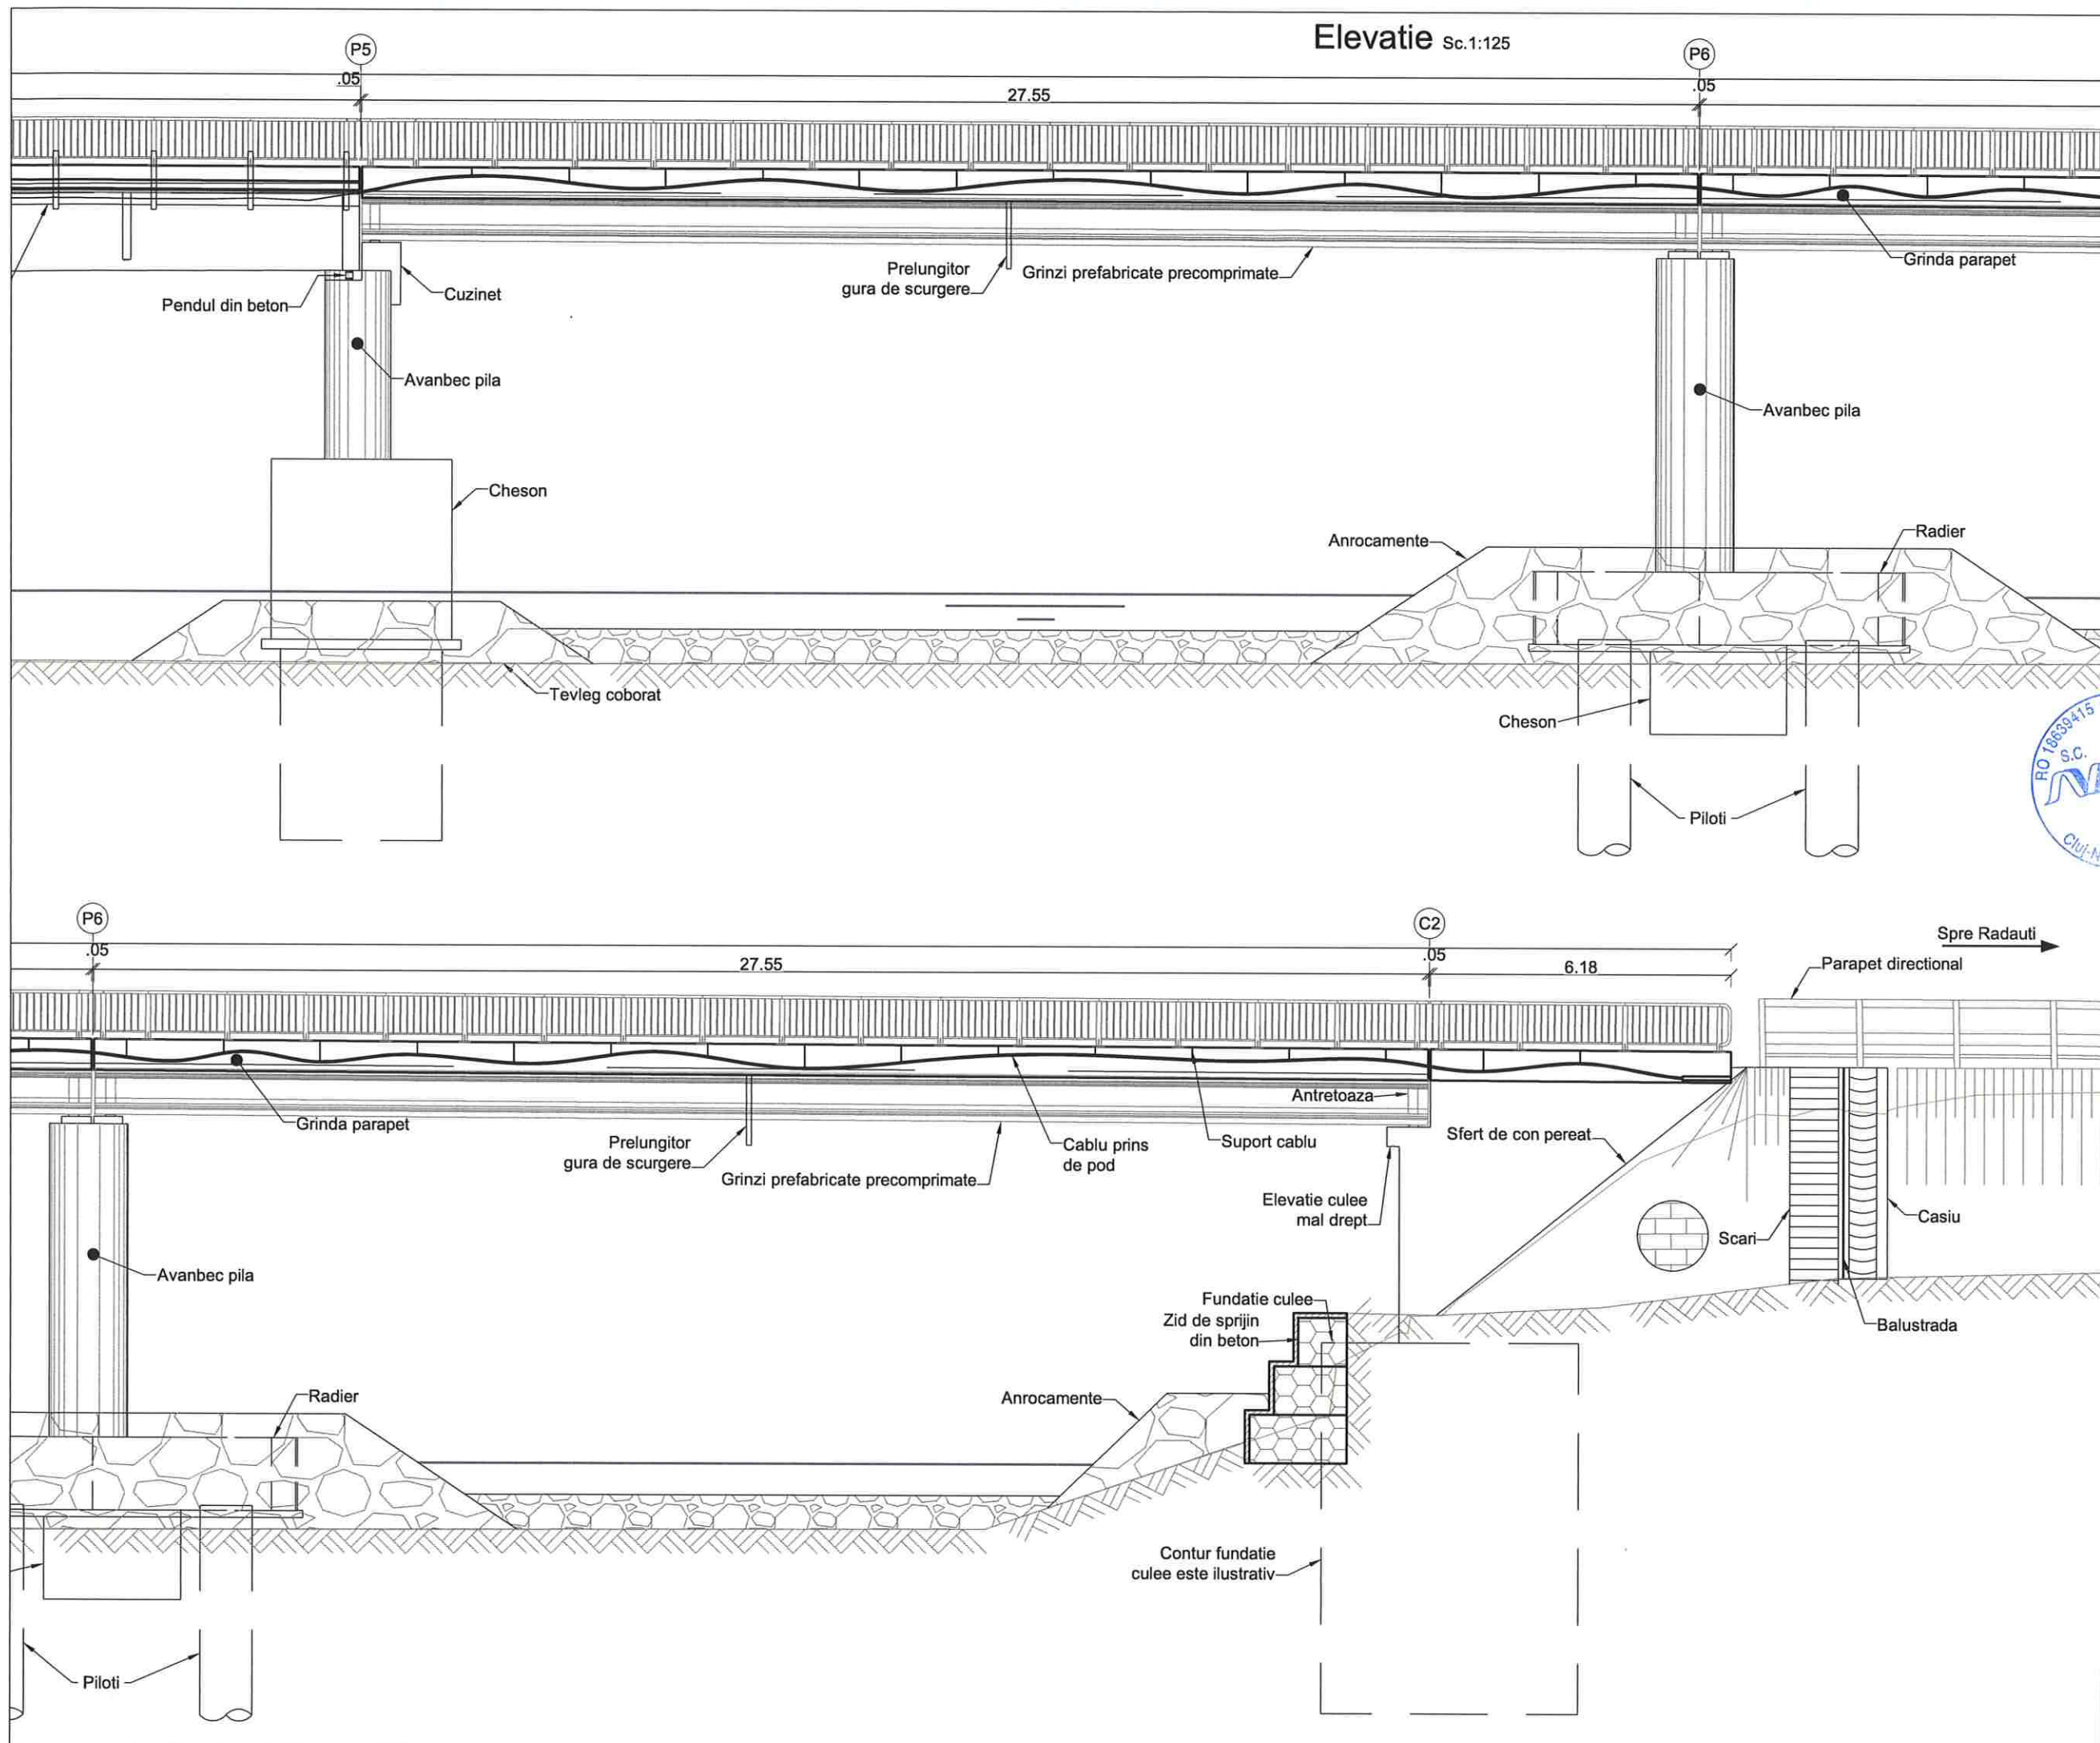 Elevatie Sc.1:125
P5
P6
.05
27.55
.05
Prelungitor
gura de scurgere
Grinzi prefabricate precomprimate
Grinda parapet
Pendul din beton
Cuzinet
Avanbec pila
Avanbec pila
Cheson
Anrocamente
Radier
Tevleg coborat
Cheson
Piloti
RO 18639415
S.C.
Cluj-N
P6
C2
.05
27.55
.05
6.18
Spre Radauti
Parapet directional
Grinda parapet
Prelungitor
gura de scurgere
Grinzi prefabricate precomprimate
Cablu prins
de pod
Suport cablu
Antretoaza
Sfert de con pereat
Elevatie culee
mal drept
Scari
Casiu
Avanbec pila
Fundatie culee
Zid de sprijin
din beton
Balustrada
Radier
Anrocamente
Contur fundatie
culee este ilustrativ
Piloti